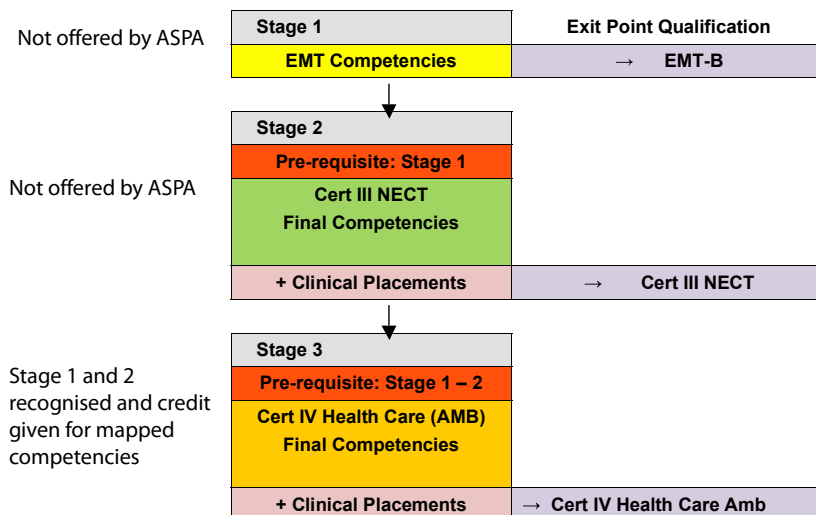 Not offered by ASPA
Stage 1
Exit Point Qualification
EMT Competencies
→ EMT-B
Stage 2
Pre-requisite: Stage 1
Not offered by ASPA
Cert III NECT
Final Competencies
+ Clinical Placements
→ Cert III NECT
Stage 3
Pre-requisite: Stage 1 – 2
Stage 1 and 2
recognised and credit
given for mapped
competencies
Cert IV Health Care (AMB)
Final Competencies
+ Clinical Placements
→ Cert IV Health Care Amb